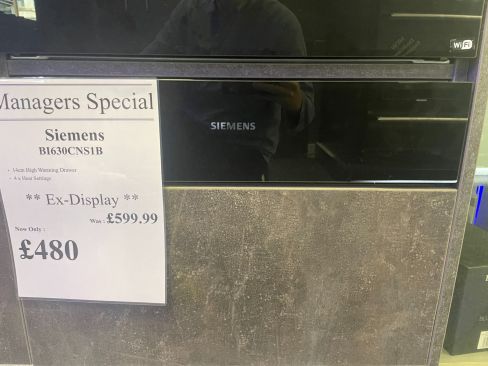 WiFi
Managers Special
Siemens
BI630CNS1B
- 14cm High Warming Drawer
- 4 x Heat Settings
** Ex-Display **
Was : £599.99
Now Only :
£480
SIEMENS